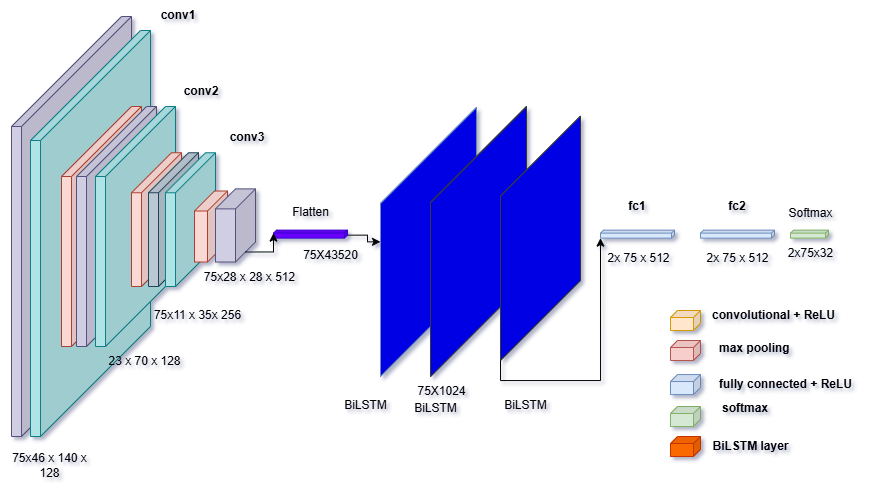 conv1
conv2
conv3
Flatten
fc1
fc2
Softmax
75X43520
2x 75 x 512
2x 75 x 512
2x75x32
75x28 x 28 x 512
75x11 x 35x 256
23 x 70 x 128
75x46 x 140 x
128
BiLSTM
75X1024
BiLSTM
BiLSTM
convolutional + ReLU
max pooling
fully connected + ReLU
softmax
BiLSTM layer